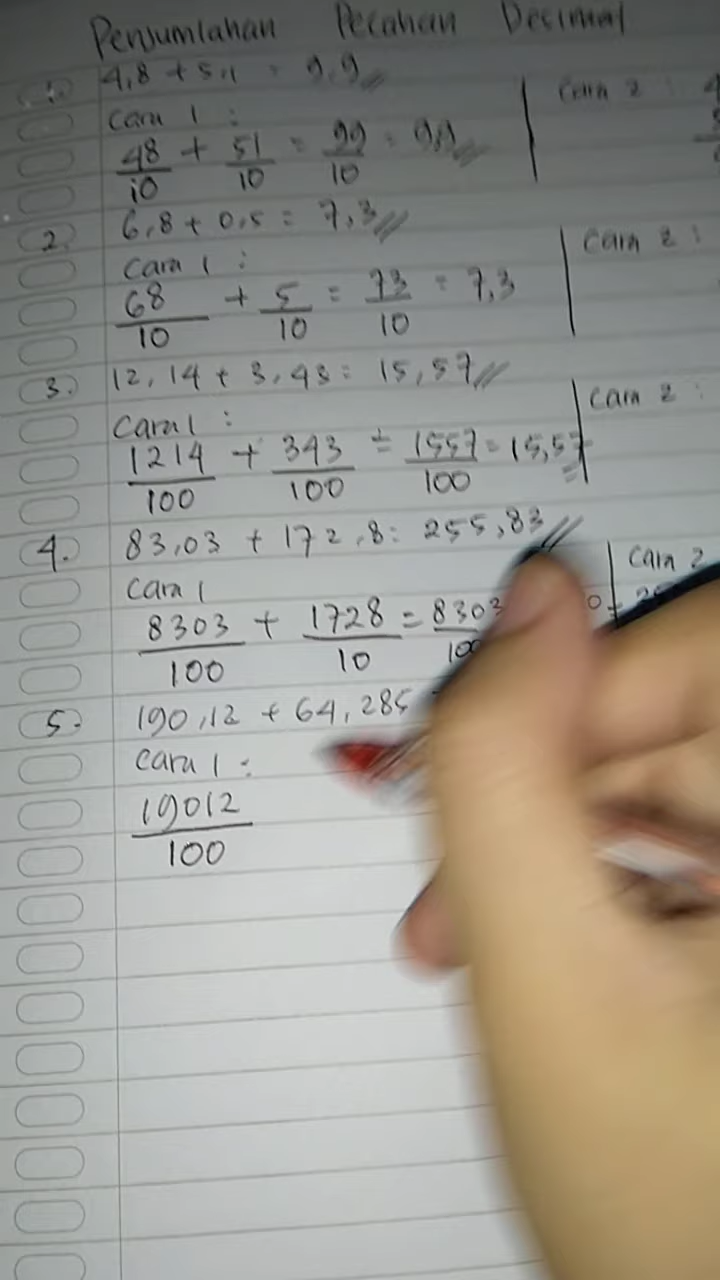 Penjumlahan Pecahan Desimal
1. 4,8 + 5,1 = 9,9
Cara 1 :
48/10 + 51/10 = 99/10 = 9,9
Cara 2 :
2. 6,8 + 0,5 = 7,3
Cara 1 :
68/10 + 5/10 = 73/10 = 7,3
Cara 2 :
3. 12,14 + 3,43 = 15,57
Cara 1 :
1214/100 + 343/100 = 1557/100 = 15,57
Cara 2 :
4. 83,03 + 172,8 = 255,83
Cara 1
8303/100 + 1728/10 = 8303/100
Cara 2
5. 190,12 + 64,285
Cara 1 :
19012/100